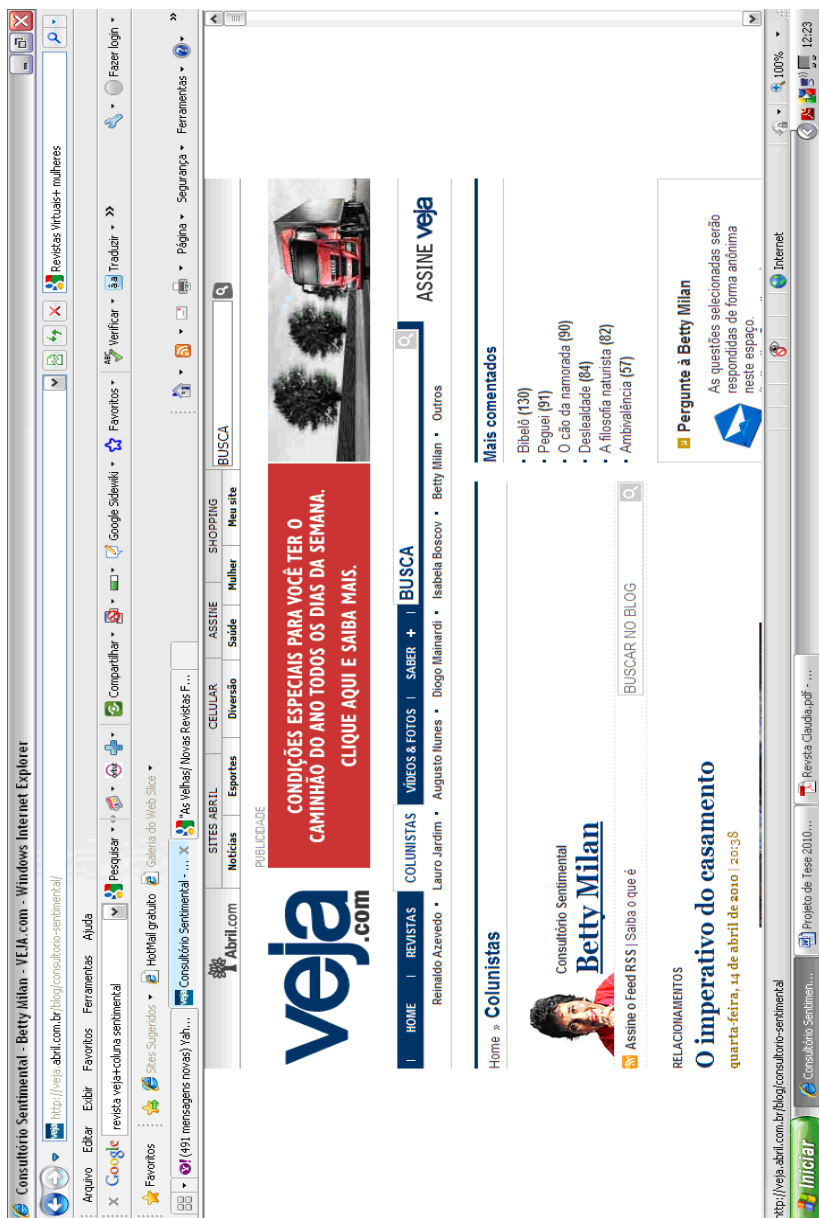 Consultório Sentimental - Betty Milan - VEJA.com - Windows Internet Explorer
http://veja.abril.com.br/blog/consultorio-sentimental/
Revistas Virtuais+ mulheres
Arquivo Editar Exibir Favoritos Ferramentas Ajuda
x Google revista veja+coluna sentimental Pesquisar Compartilhar Google Sidewiki Favoritos ABC Verificar Traduzir >> Fazer login
Favoritos Sites Sugeridos HotMail gratuito Galeria do Web Slice
Y! (491 mensagens novas) Yah... veja Consultório Sentimental - ... X "As Velhas/ Novas Revistas F... Página Segurança Ferramentas >>
Abril.com SITES ABRIL CELULAR ASSINE SHOPPING BUSCA
Notícias Esportes Diversão Saúde Mulher Meu site
PUBLICIDADE
veja.com
CONDIÇÕES ESPECIAIS PARA VOCÊ TER O
CAMINHÃO DO ANO TODOS OS DIAS DA SEMANA.
CLIQUE AQUI E SAIBA MAIS.
| HOME | REVISTAS COLUNISTAS VÍDEOS & FOTOS | SABER + | BUSCA ASSINE veja
Reinaldo Azevedo ▪ Lauro Jardim ▪ Augusto Nunes ▪ Diogo Mainardi ▪ Isabela Boscov ▪ Betty Milan ▪ Outros
Home » Colunistas
Consultório Sentimental
Betty Milan
Assine o Feed RSS | Saiba o que é
BUSCAR NO BLOG
RELACIONAMENTOS
O imperativo do casamento
quarta-feira, 14 de abril de 2010 | 20:38
Mais comentados
▪ Bibelô (130)
▪ Peguei (91)
▪ O cão da namorada (90)
▪ Deslealdade (84)
▪ A filosofia naturista (82)
▪ Ambivalência (57)
Pergunte à Betty Milan
As questões selecionadas serão
respondidas de forma anônima
neste espaço.
http://veja.abril.com.br/blog/consultorio-sentimental Internet 100%
Iniciar Consultório Sentimen... Projeto de Tese 2010... Revsta Claudia.pdf - ... 12:23